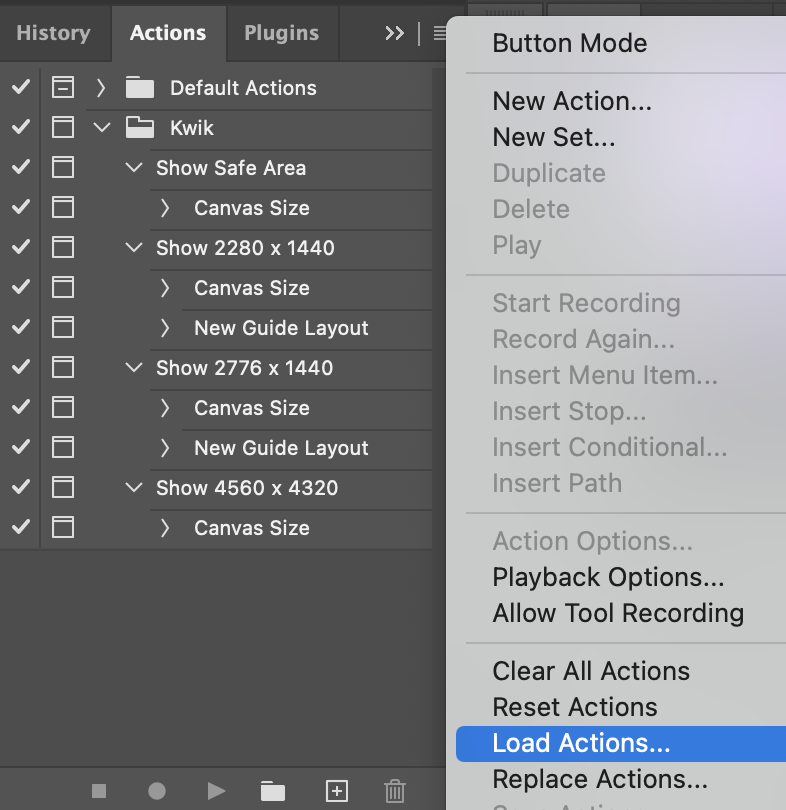 History
Actions
Plugins
Default Actions
Kwik
Show Safe Area
Canvas Size
Show 2280 x 1440
Canvas Size
New Guide Layout
Show 2776 x 1440
Canvas Size
New Guide Layout
Show 4560 x 4320
Canvas Size
Button Mode
New Action...
New Set...
Duplicate
Delete
Play
Start Recording
Record Again...
Insert Menu Item...
Insert Stop...
Insert Conditional...
Insert Path
Action Options...
Playback Options...
Allow Tool Recording
Clear All Actions
Reset Actions
Load Actions...
Replace Actions...